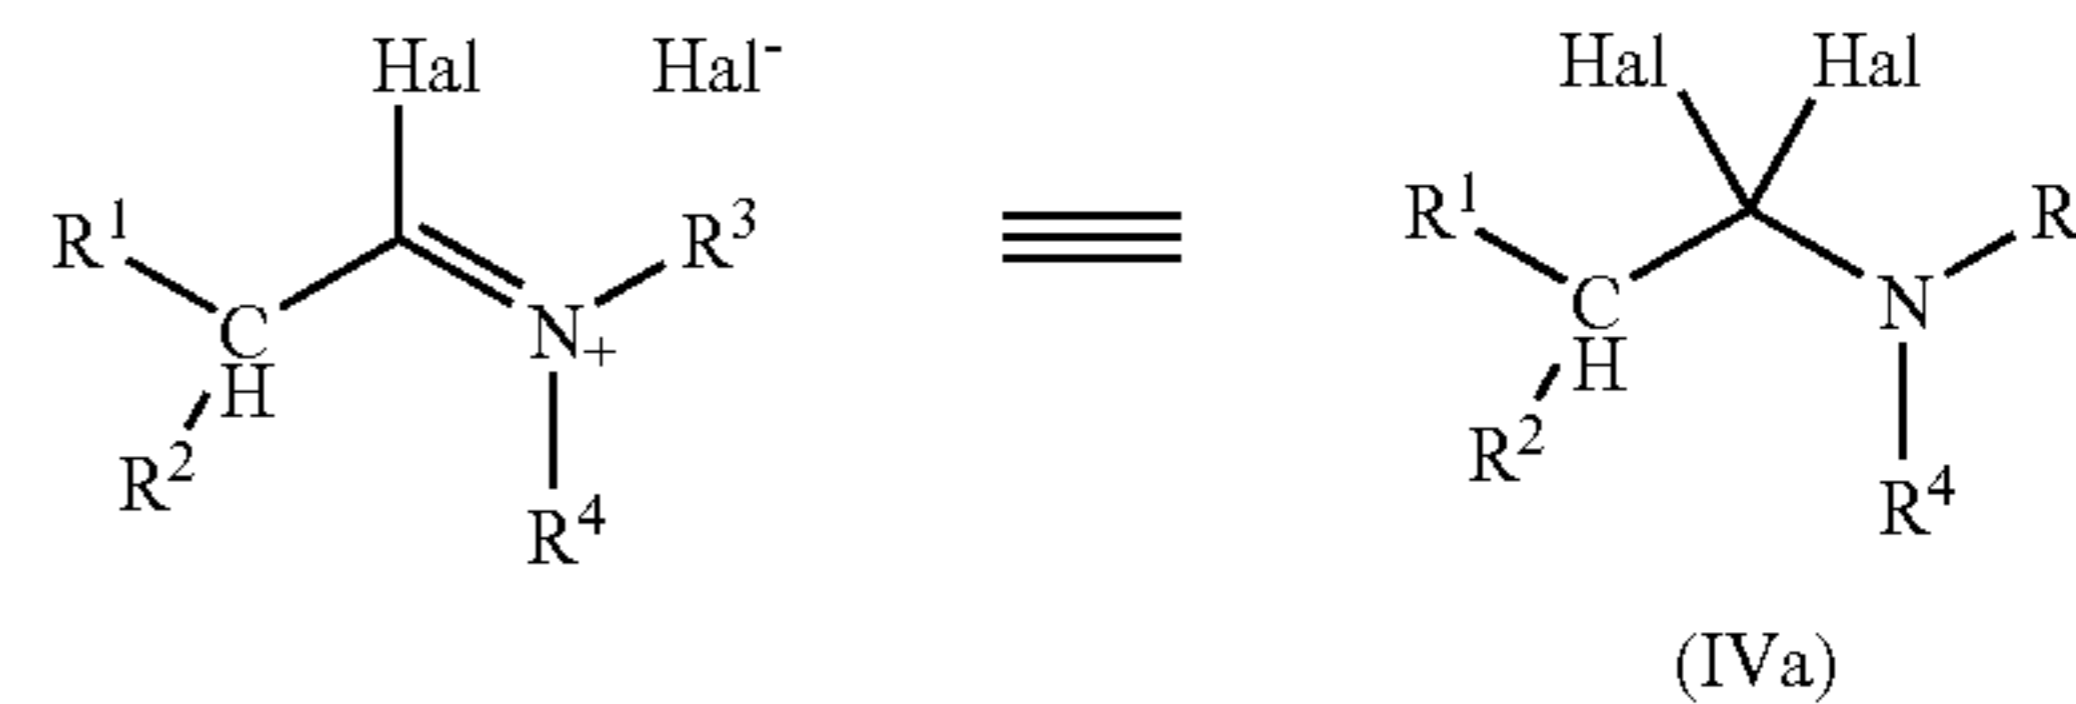 Hal Hal⁻ Hal Hal
R¹ R³ R¹ R
C N+ C N
H H
R² R²
R⁴ R⁴
(IVa)